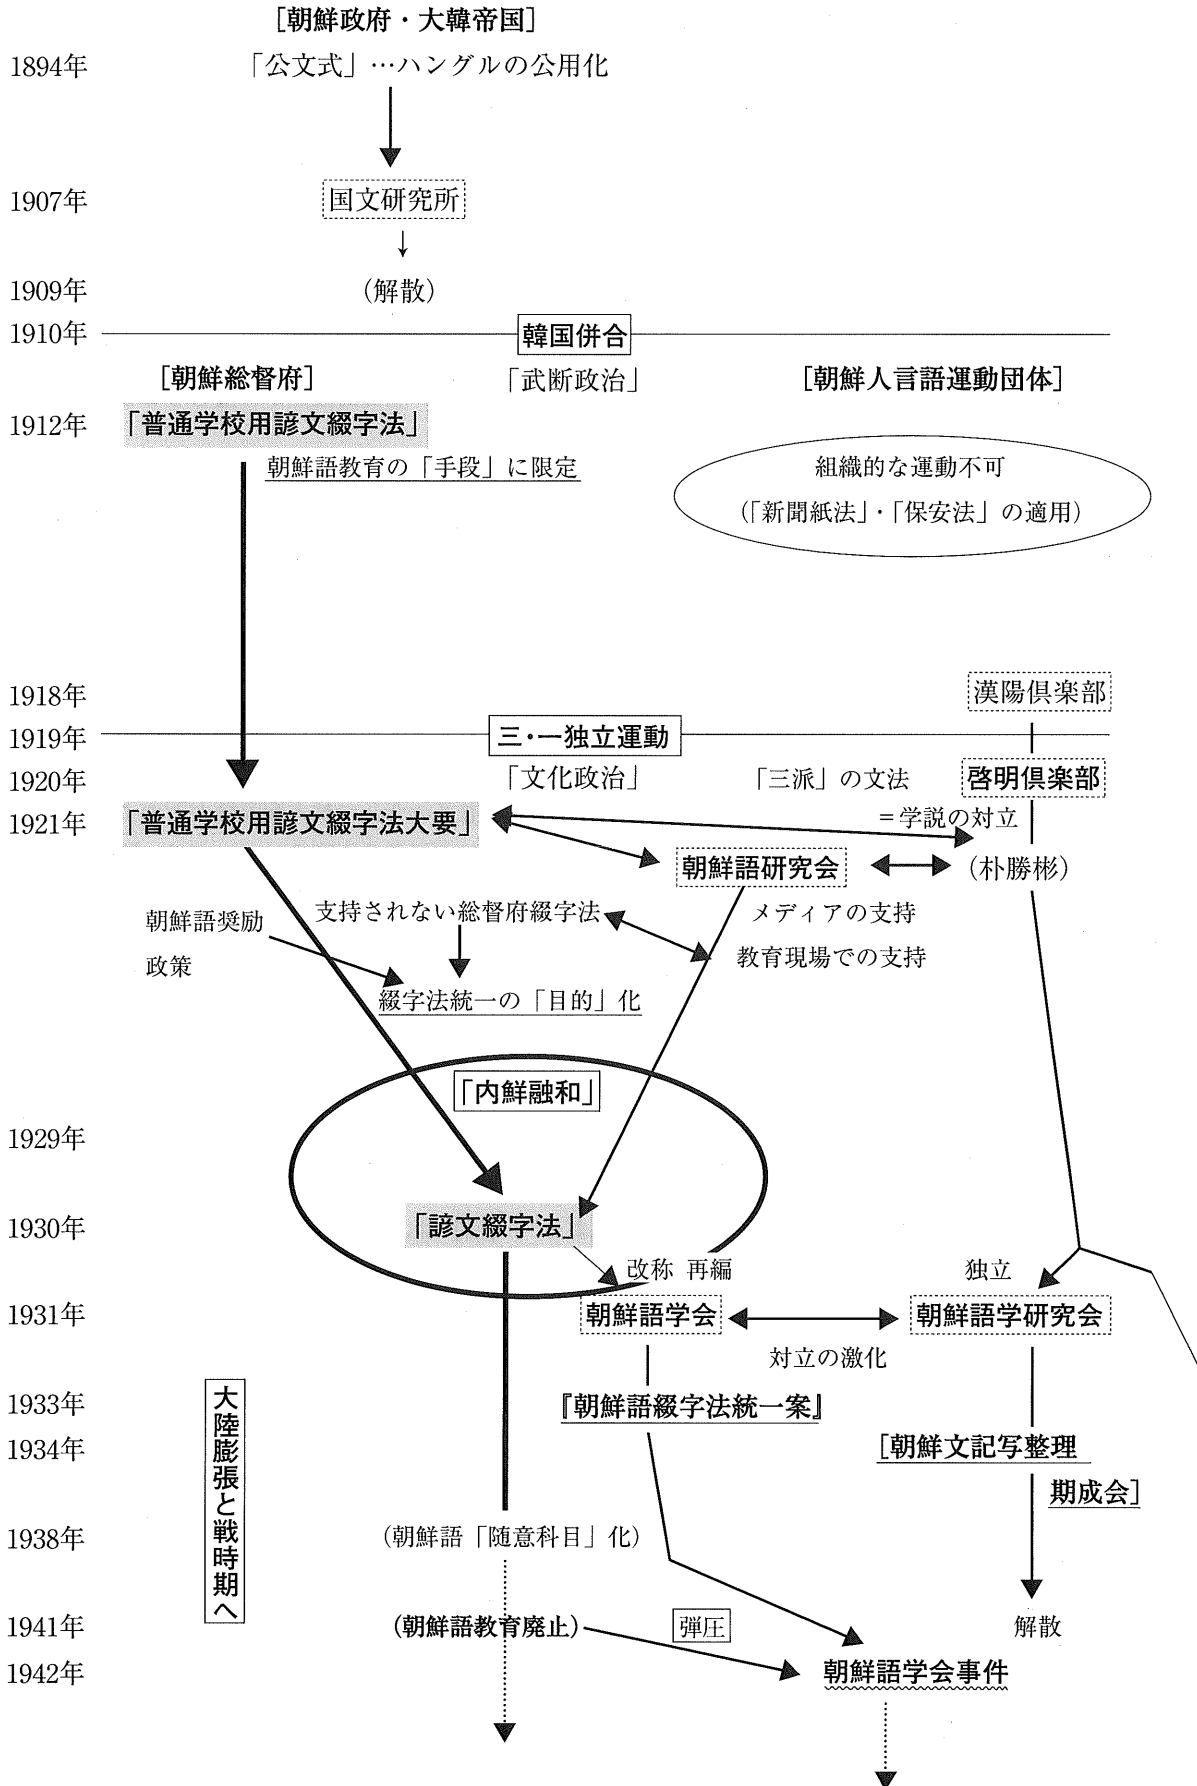 [朝鮮政府・大韓帝国]
1894年
「公文式」…ハングルの公用化
1907年
国文研究所
1909年
(解散)
1910年
韓国併合
[朝鮮総督府]
「武断政治」
[朝鮮人言語運動団体]
1912年
「普通学校用諺文綴字法」
朝鮮語教育の「手段」に限定
組織的な運動不可
(「新聞紙法」・「保安法」の適用)
1918年
漢陽倶楽部
1919年
三・一独立運動
1920年
「文化政治」
「三派」の文法
啓明倶楽部
1921年
「普通学校用諺文綴字法大要」
＝学説の対立
朝鮮語研究会
(朴勝彬)
朝鮮語奨励
政策
支持されない総督府綴字法
メディアの支持
教育現場での支持
綴字法統一の「目的」化
「内鮮融和」
1929年
1930年
「諺文綴字法」
改称 再編
独立
1931年
朝鮮語学会
朝鮮語学研究会
対立の激化
1933年
『朝鮮語綴字法統一案』
1934年
[朝鮮文記写整理
期成会]
大陸膨張と戦時期へ
1938年
(朝鮮語「随意科目」化)
1941年
(朝鮮語教育廃止)
弾圧
解散
1942年
朝鮮語学会事件